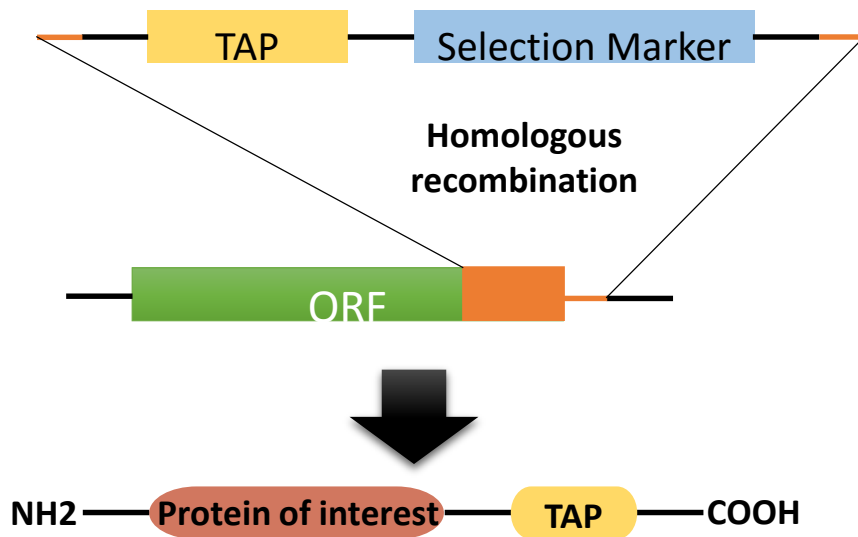 TAP
Selection Marker
Homologous
recombination
ORF
NH2
Protein of interest
TAP
COOH